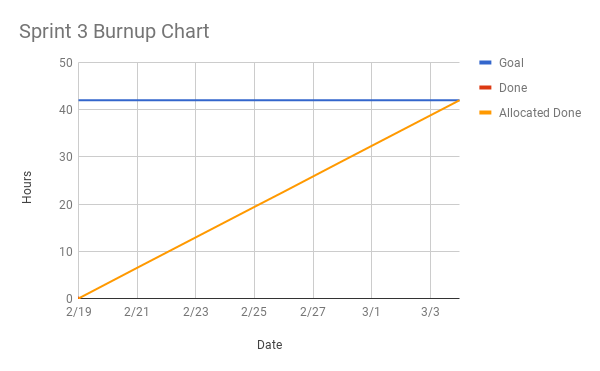 Sprint 3 Burnup Chart
Goal
Done
Allocated Done
50
40
30
20
10
0
Hours
2/19 2/21 2/23 2/25 2/27 3/1 3/3
Date